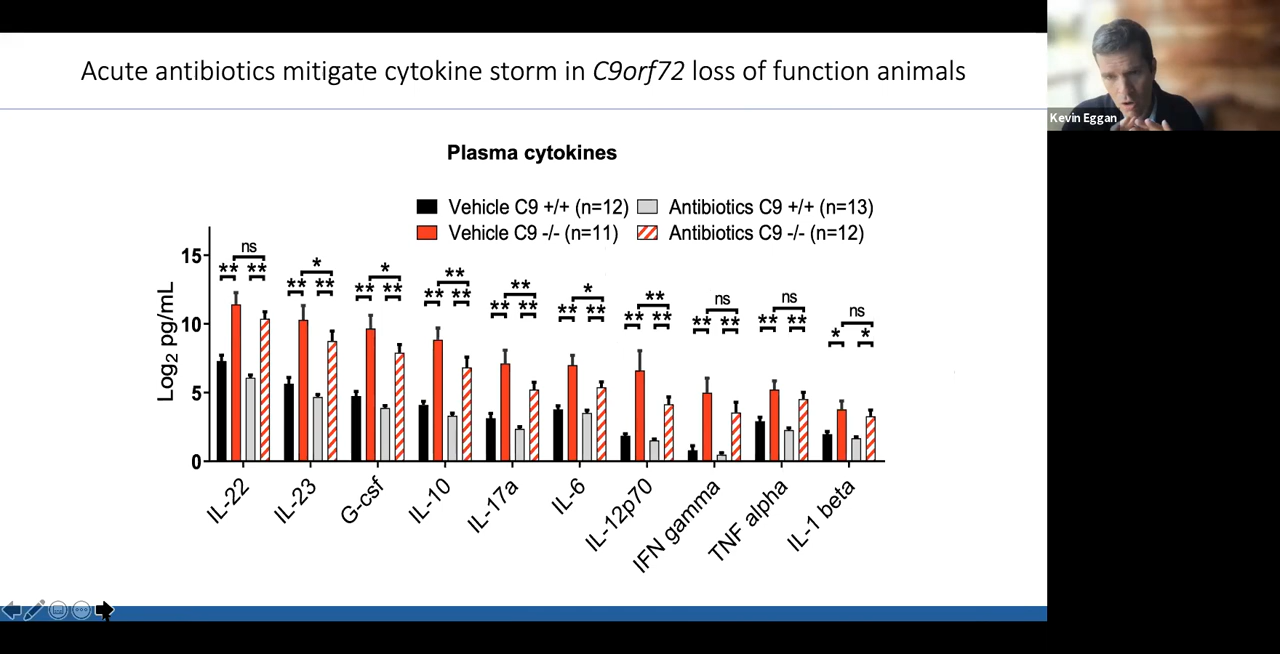 Acute antibiotics mitigate cytokine storm in C9orf72 loss of function animals
Kevin Eggan
Plasma cytokines
Vehicle C9 +/+ (n=12) Antibiotics C9 +/+ (n=13)
Vehicle C9 -/- (n=11) Antibiotics C9 -/- (n=12)
Log2 pg/mL
15
10
5
0
ns
** **
*
** **
*
** **
**
** **
**
** **
*
** **
**
** **
ns
** **
ns
** **
ns
* *
IL-22
IL-23
G-csf
IL-10
IL-17a
IL-6
IL-12p70
IFN gamma
TNF alpha
IL-1 beta